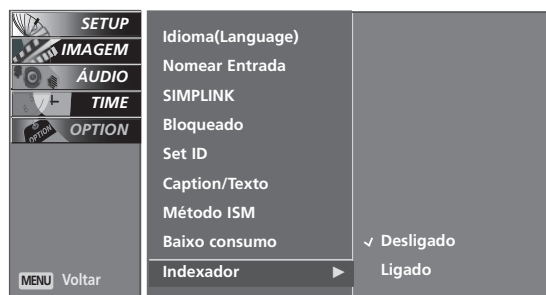 SETUP
IMAGEM
ÁUDIO
TIME
OPTION
OPTION
MENU Voltar
Idioma(Language)
Nomear Entrada
SIMPLINK
Bloqueado
Set ID
Caption/Texto
Método ISM
Baixo consumo
Indexador ►
✓ Desligado
Ligado